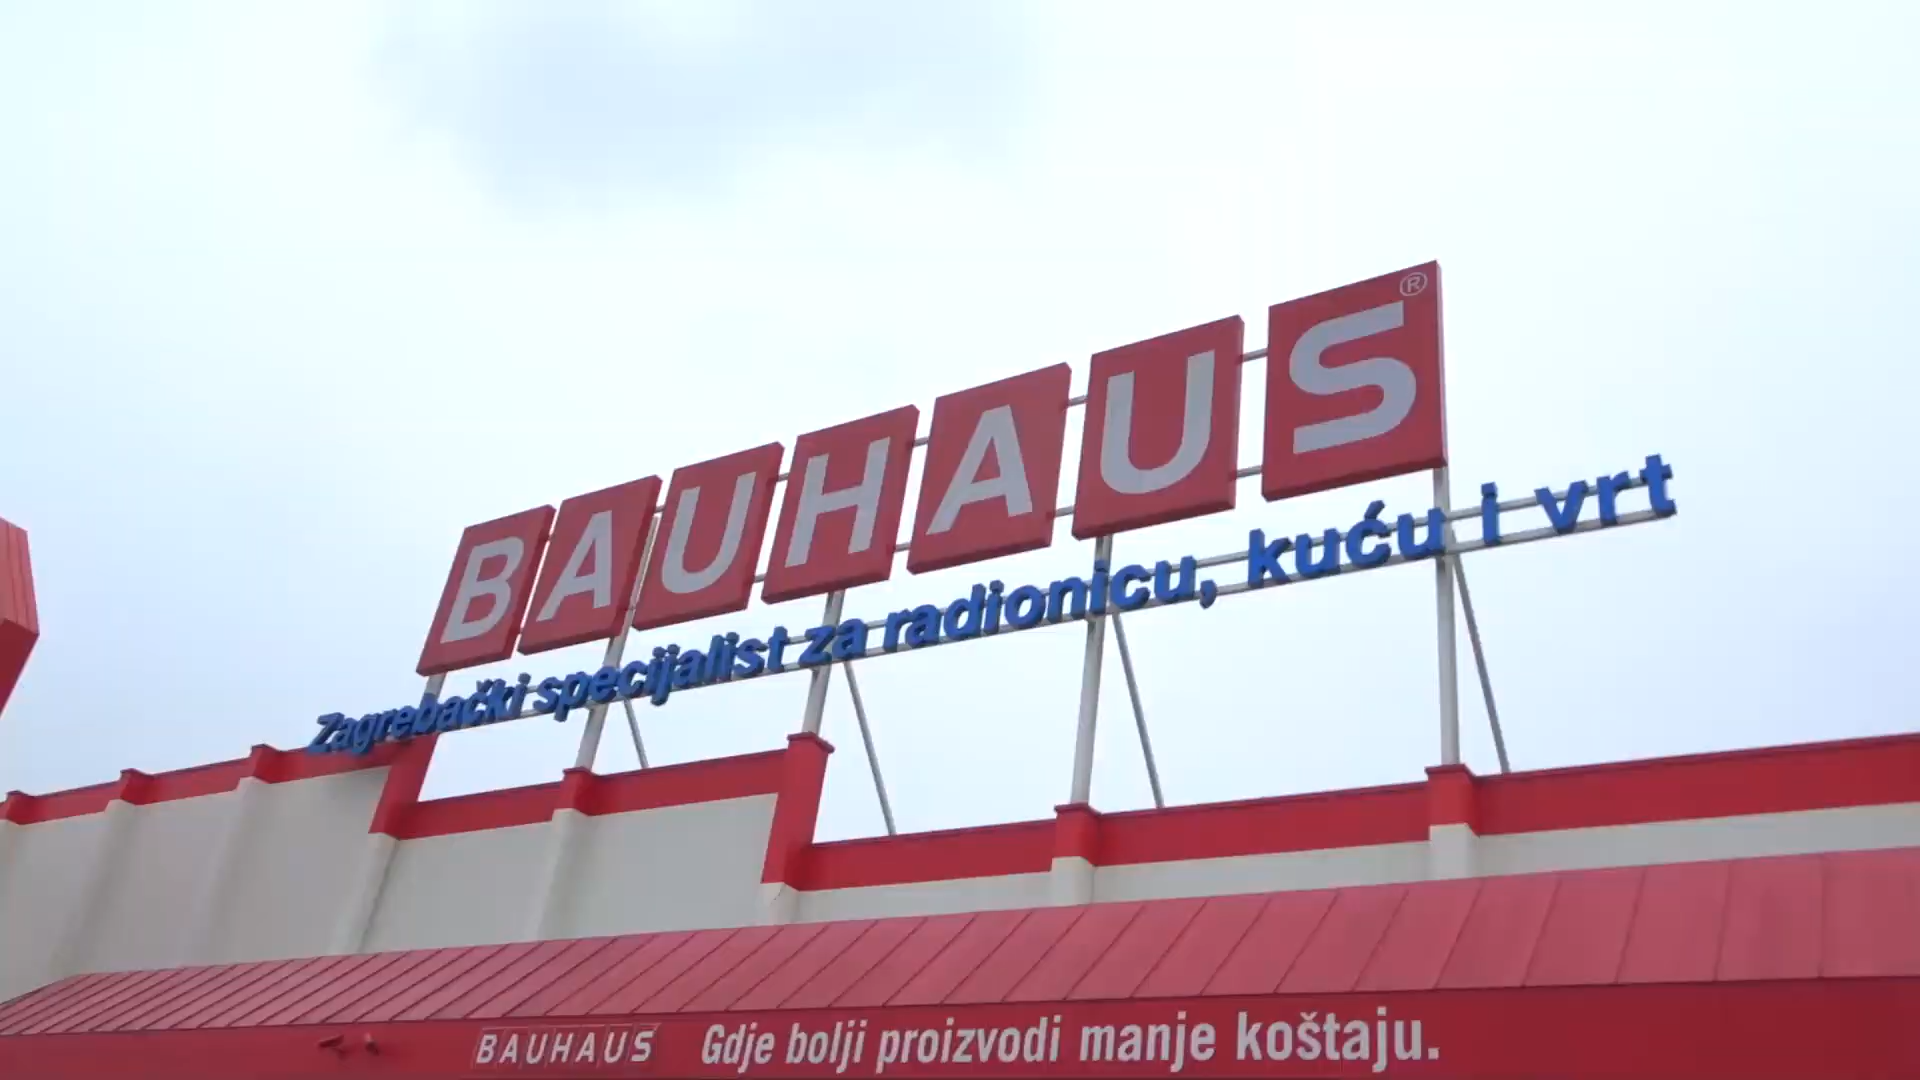 BAUHAUS®
Zagrebački specijalist za radionicu, kuću i vrt
BAUHAUS Gdje bolji proizvodi manje koštaju.